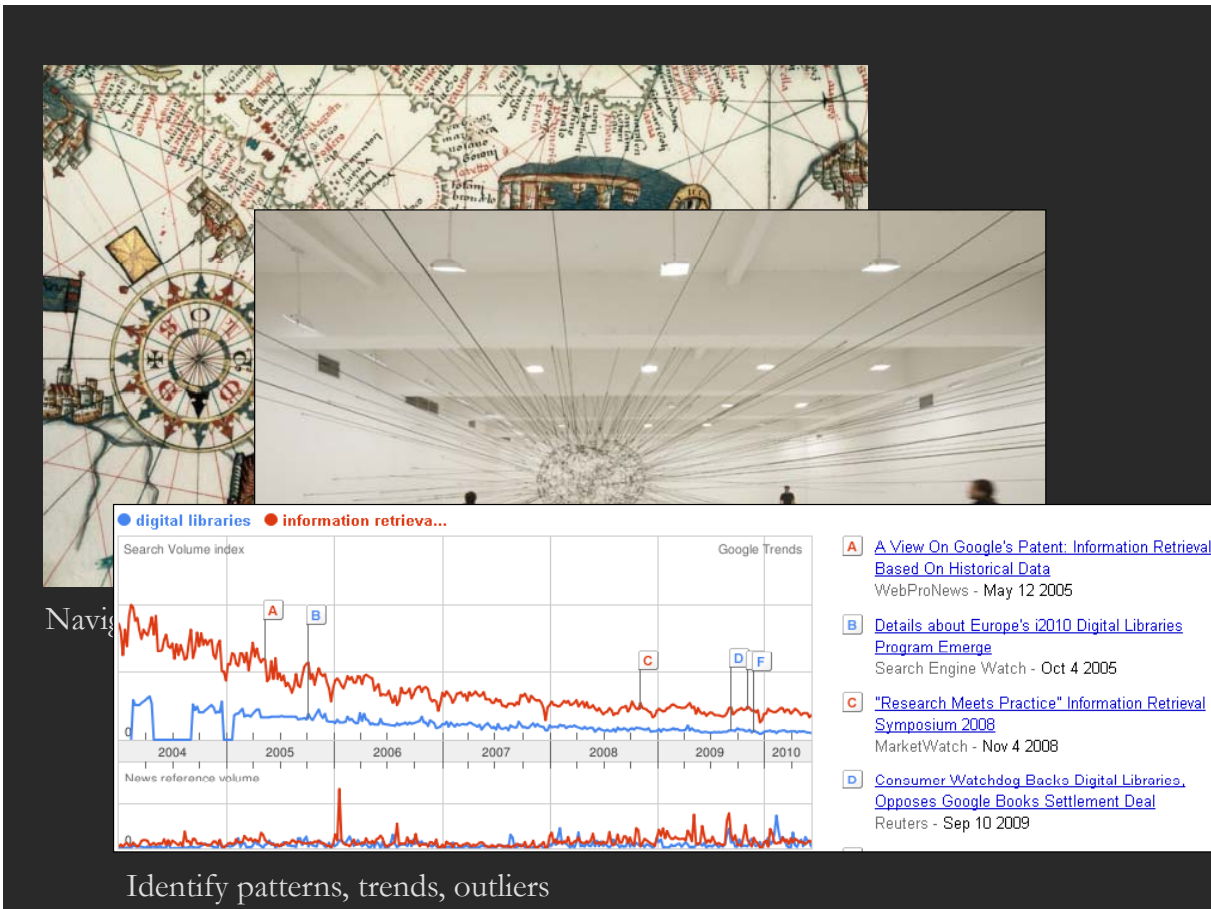 Navig
digital libraries information retrieva...
Search Volume index Google Trends
A
B
C
D
F
0
2004 2005 2006 2007 2008 2009 2010
News reference volume
0
A A View On Google's Patent: Information Retrieval
Based On Historical Data
WebProNews - May 12 2005
B Details about Europe's i2010 Digital Libraries
Program Emerge
Search Engine Watch - Oct 4 2005
C "Research Meets Practice" Information Retrieval
Symposium 2008
MarketWatch - Nov 4 2008
D Consumer Watchdog Backs Digital Libraries,
Opposes Google Books Settlement Deal
Reuters - Sep 10 2009
Identify patterns, trends, outliers